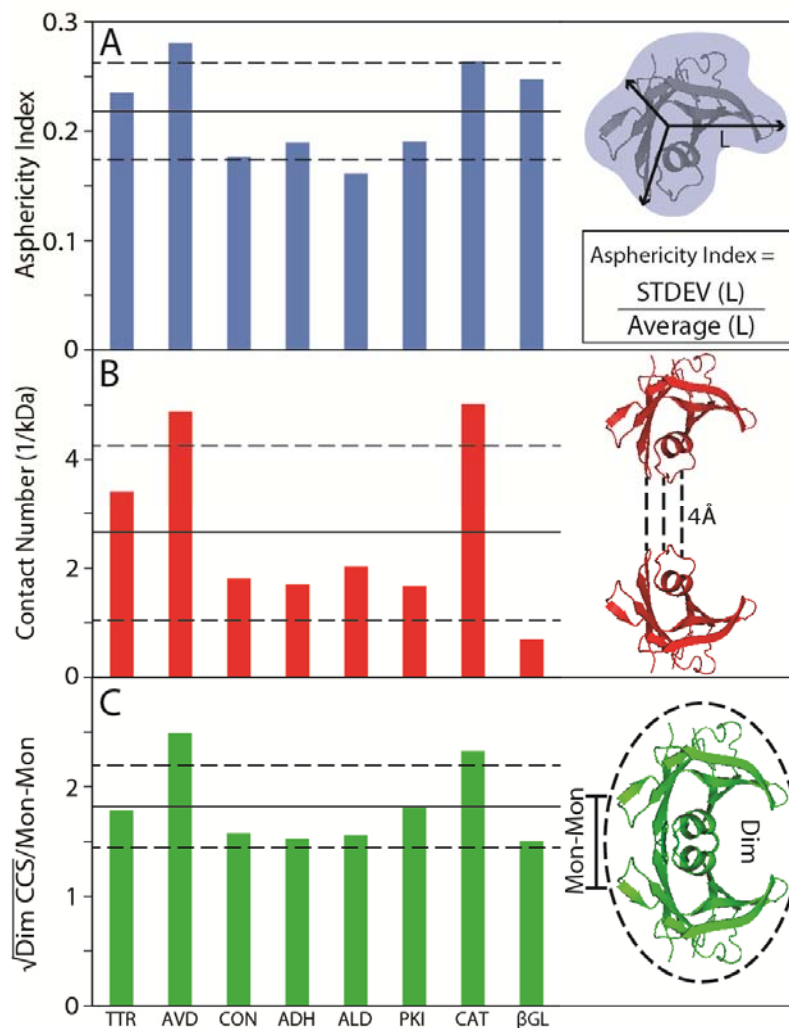 A
Asphericity Index
0.3
0.2
0.1
0
L
Asphericity Index =
STDEV (L)
Average (L)
B
Contact Number (1/kDa)
4
2
0
4Å
C
√Dim CCS/Mon-Mon
2
1
0
Mon-Mon
Dim
TTR AVD CON ADH ALD PKI CAT βGL